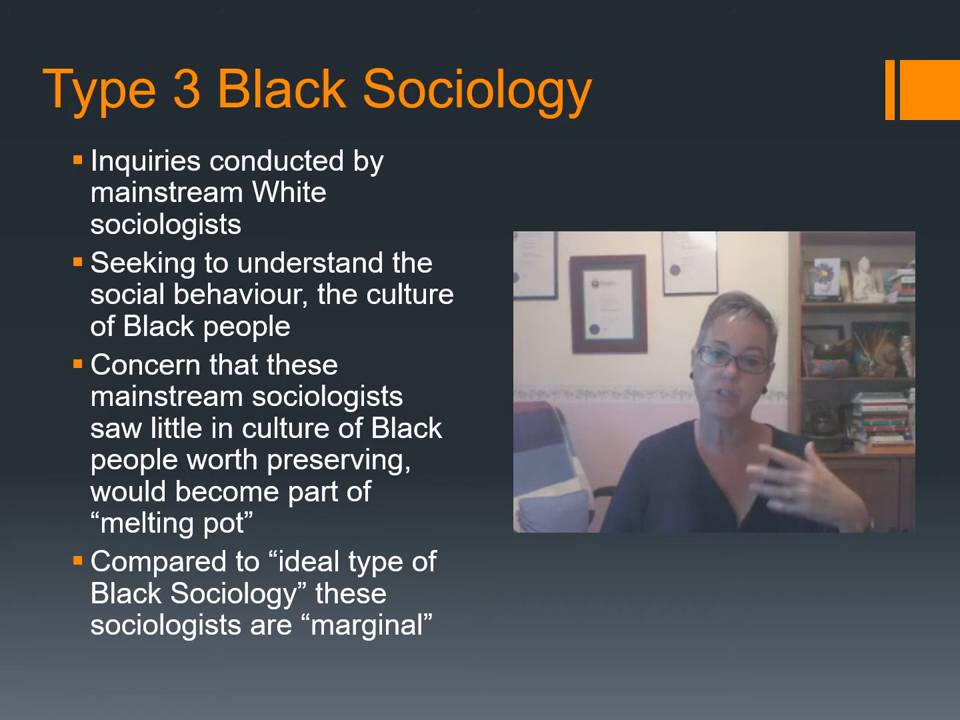 Type 3 Black Sociology
Inquiries conducted by
mainstream White
sociologists
Seeking to understand the
social behaviour, the culture
of Black people
Concern that these
mainstream sociologists
saw little in culture of Black
people worth preserving,
would become part of
“melting pot”
Compared to “ideal type of
Black Sociology” these
sociologists are “marginal”